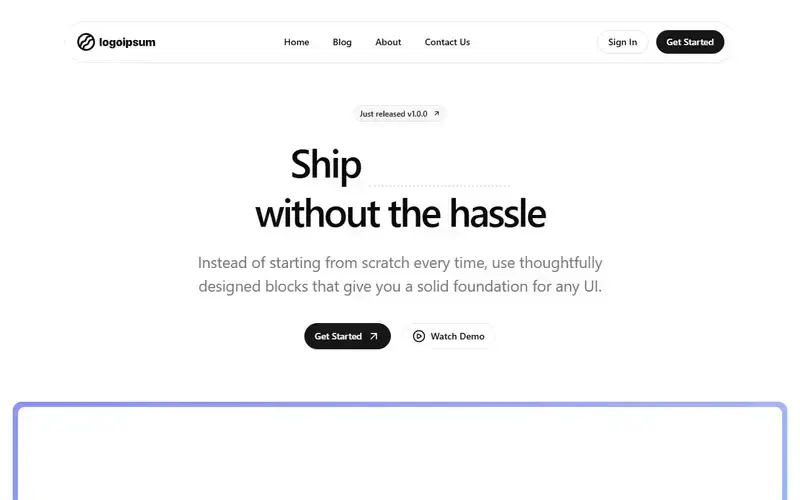 logoipsum
Home
Blog
About
Contact Us
Sign In
Get Started
Just released v1.0.0
Ship
without the hassle
Instead of starting from scratch every time, use thoughtfully
designed blocks that give you a solid foundation for any UI.
Get Started
Watch Demo